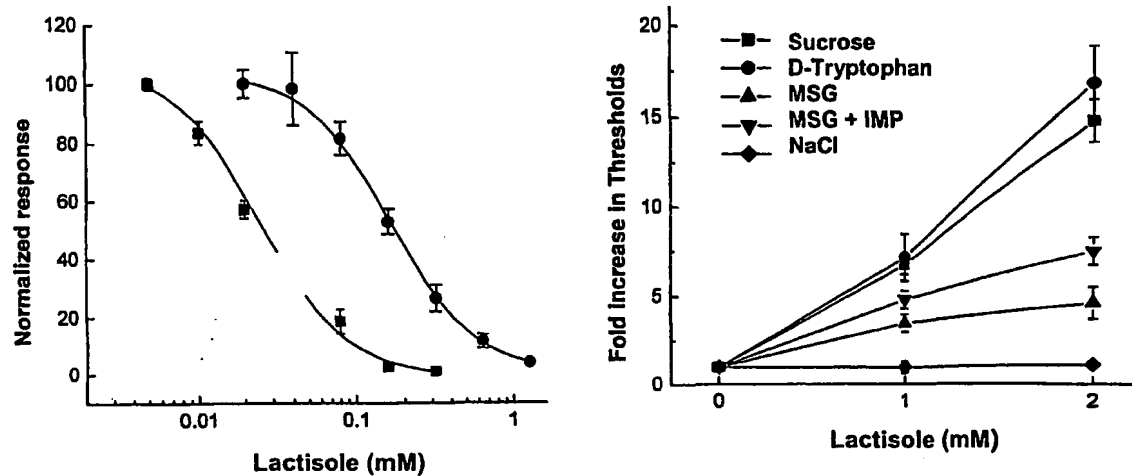 Normalized response
120
100
80
60
40
20
0
0.01
0.1
1
Lactisole (mM)
Fold increase in Thresholds
20
15
10
5
0
Sucrose
D-Tryptophan
MSG
MSG + IMP
NaCl
0
1
2
Lactisole (mM)